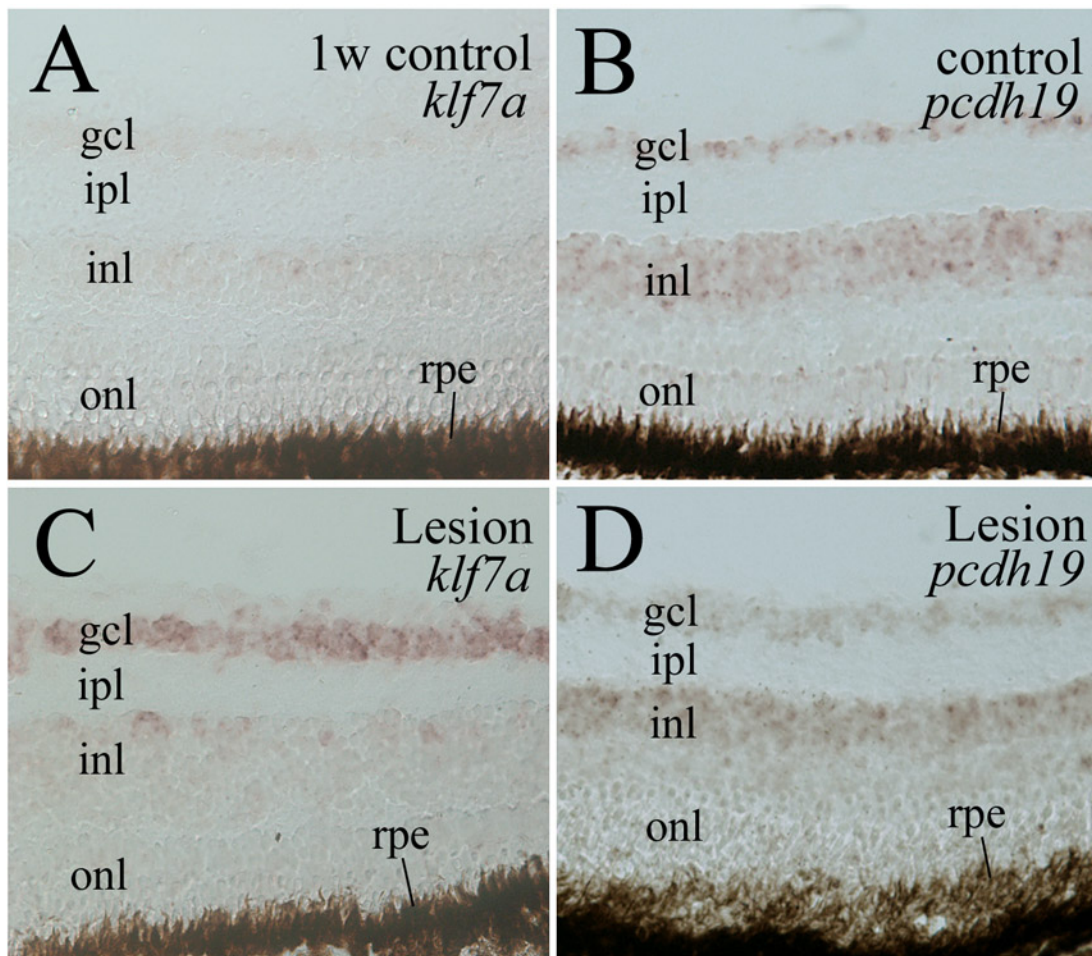 A
1w control
klf7a
gcl
ipl
inl
rpe
onl
B
control
pcdh19
gcl
ipl
inl
rpe
onl
C
Lesion
klf7a
gcl
ipl
inl
rpe
onl
D
Lesion
pcdh19
gcl
ipl
inl
rpe
onl